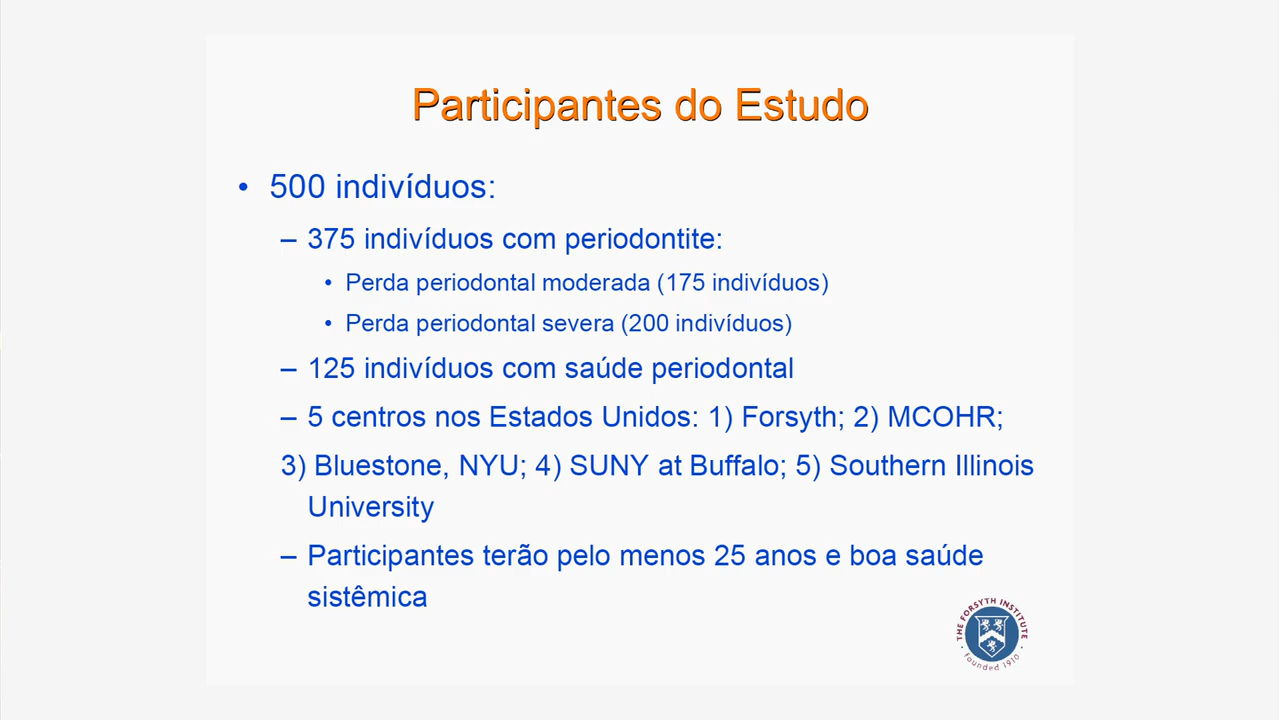 Participantes do Estudo
• 500 indivíduos:
– 375 indivíduos com periodontite:
• Perda periodontal moderada (175 indivíduos)
• Perda periodontal severa (200 indivíduos)
– 125 indivíduos com saúde periodontal
– 5 centros nos Estados Unidos: 1) Forsyth; 2) MCOHR;
3) Bluestone, NYU; 4) SUNY at Buffalo; 5) Southern Illinois
University
– Participantes terão pelo menos 25 anos e boa saúde
sistêmica
THE FORSYTH INSTITUTE
founded 1910